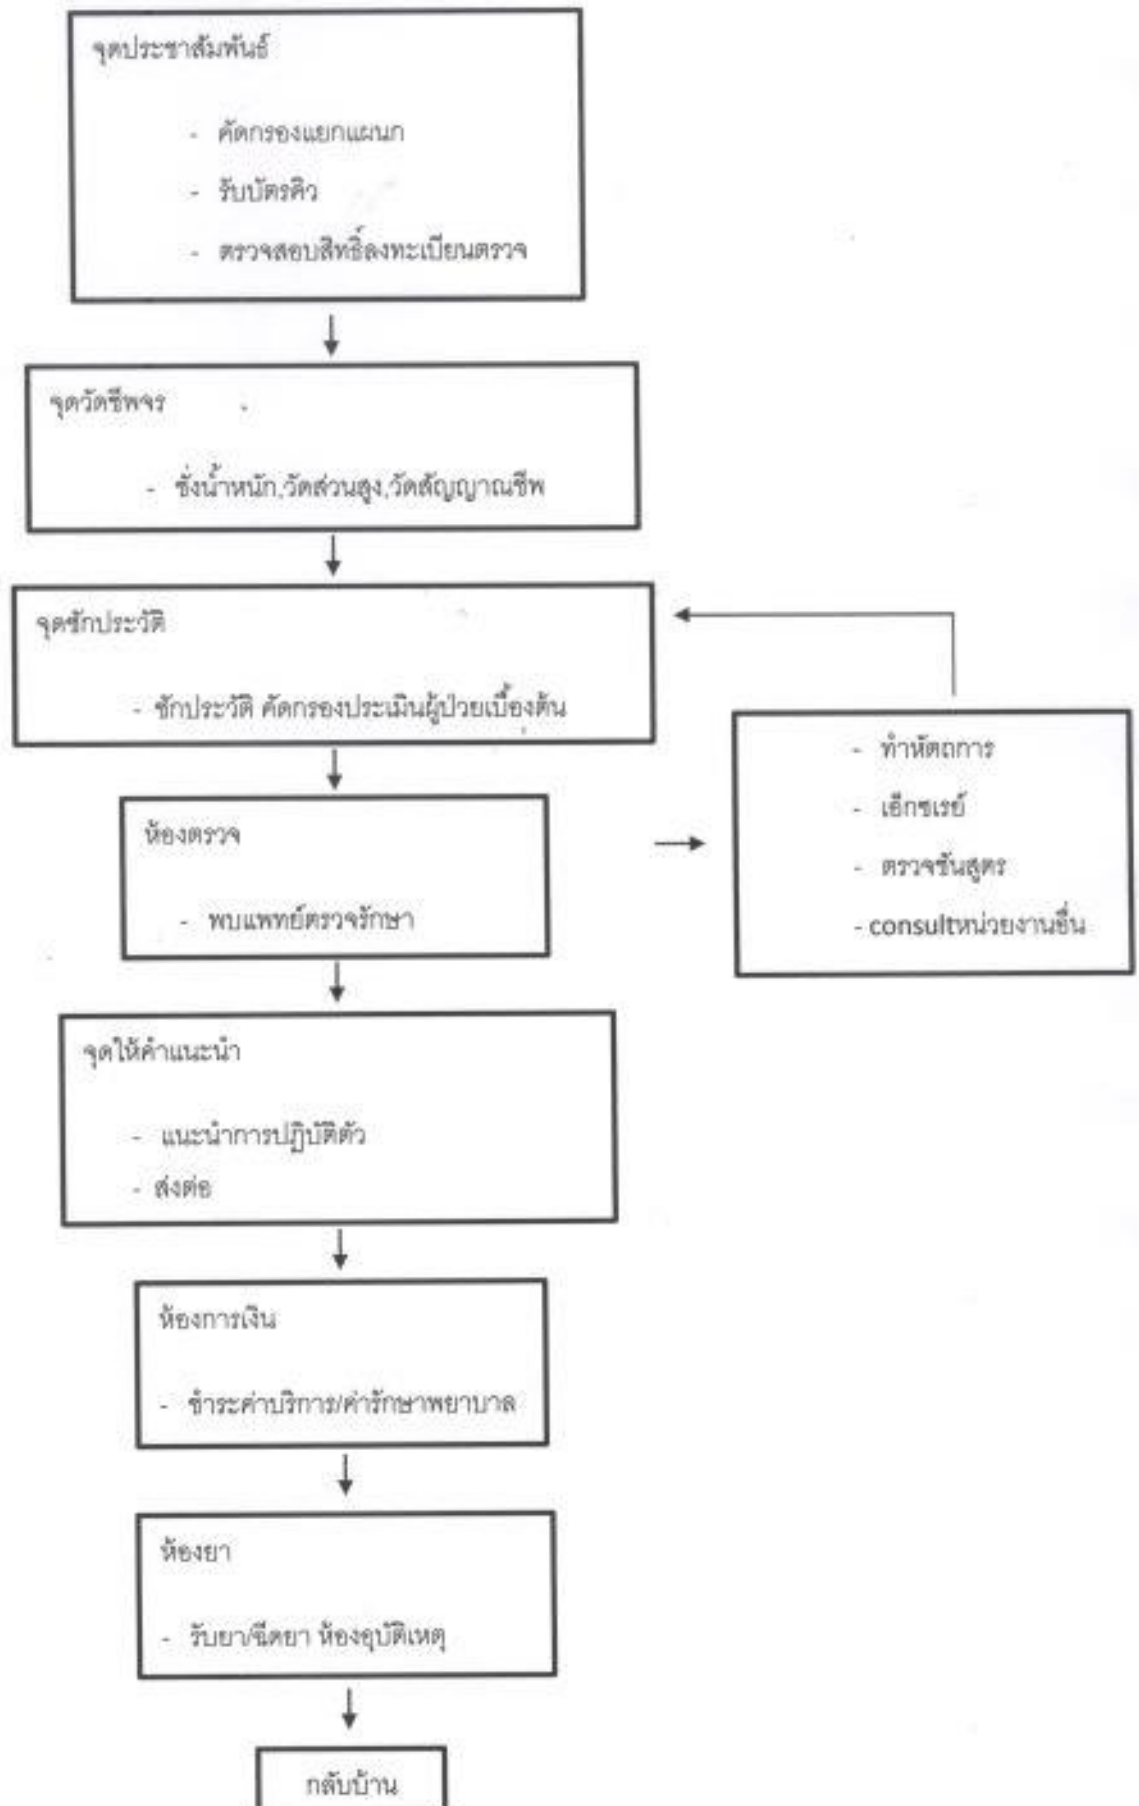 จุดประชาสัมพันธ์
- คัดกรองแยกแผนก
- รับบัตรคิว
- ตรวจสอบสิทธิ์ลงทะเบียนตรวจ
จุดวัดชีพจร
- ชั่งน้ำหนัก,วัดส่วนสูง,วัดสัญญาณชีพ
จุดซักประวัติ
- ซักประวัติ คัดกรองประเมินผู้ป่วยเบื้องต้น
ห้องตรวจ
- พบแพทย์ตรวจรักษา
- ทำหัตถการ
- เอ็กซเรย์
- ตรวจชันสูตร
- consultหน่วยงานอื่น
จุดให้คำแนะนำ
- แนะนำการปฏิบัติตัว
- ส่งต่อ
ห้องการเงิน
- ชำระค่าบริการ/ค่ารักษาพยาบาล
ห้องยา
- รับยา/ฉีดยา ห้องอุบัติเหตุ
กลับบ้าน